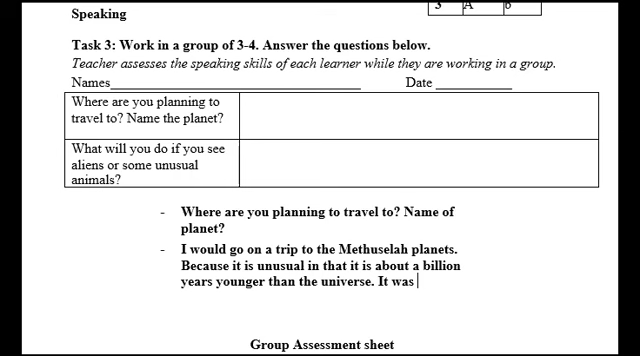 3 A 6
Speaking
Task 3: Work in a group of 3-4. Answer the questions below.
Teacher assesses the speaking skills of each learner while they are working in a group.
Names Date
Where are you planning to
travel to? Name the planet?
What will you do if you see
aliens or some unusual
animals?
- Where are you planning to travel to? Name of
planet?
- I would go on a trip to the Methuselah planets.
Because it is unusual in that it is about a billion
years younger than the universe. It was
Group Assessment sheet